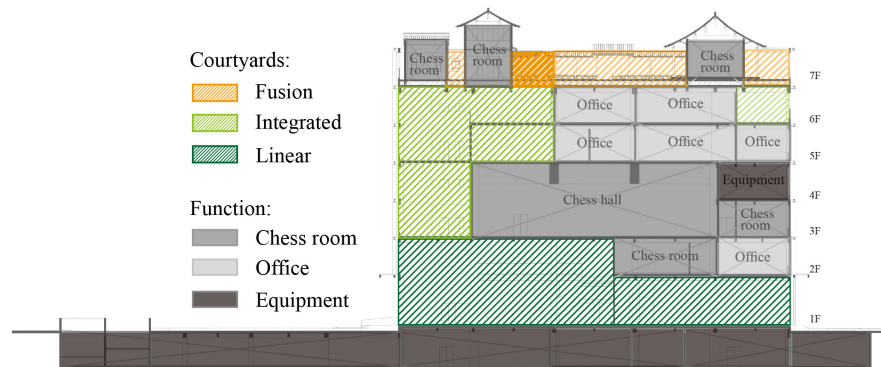 Courtyards:
Fusion
Integrated
Linear
Function:
Chess room
Office
Equipment
Chess
room
Chess
room
Chess
room
7F
Office
Office
6F
Office
Office
Office
5F
Equipment
4F
Chess hall
Chess
room
3F
Chess room
Office
2F
1F